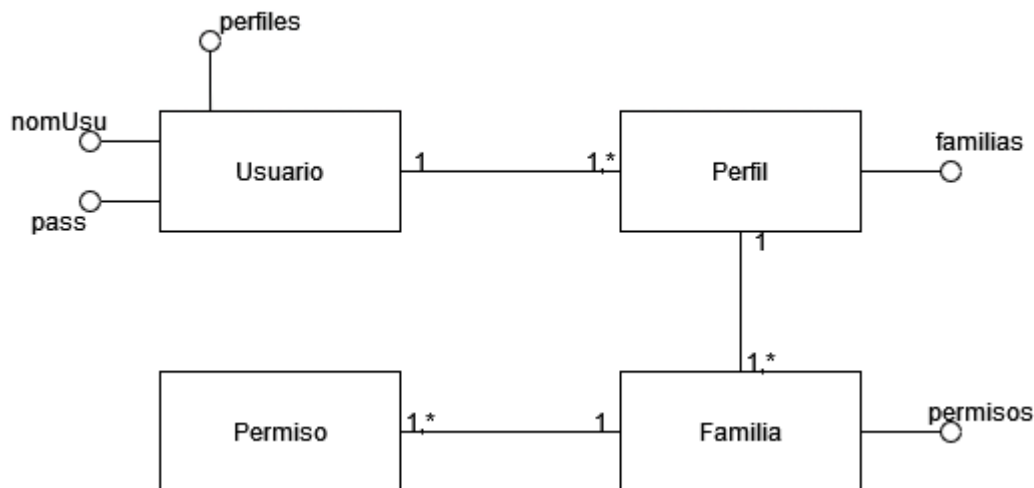 perfiles
nomUsu
pass
Usuario
1
1,*
Perfil
familias
1
1,*
Permiso
1,*
1
Familia
permisos